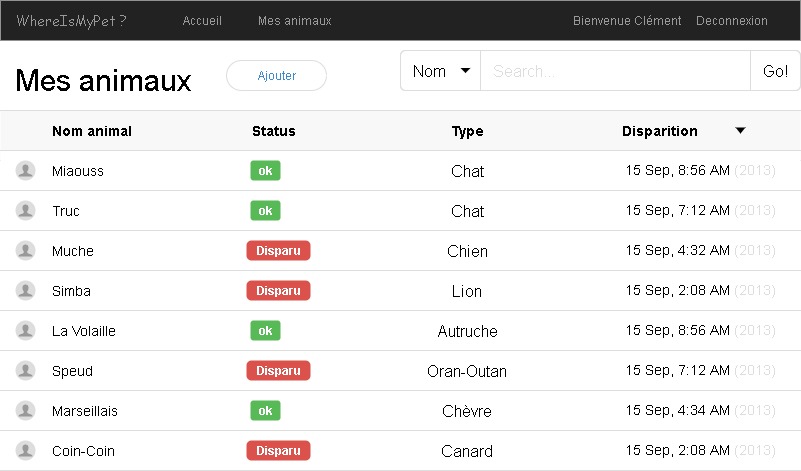 WhereIsMyPet? Accueil Mes animaux Bienvenue Clément Deconnexion
Mes animaux Ajouter Nom Search... Go!
Nom animal Status Type Disparition
Miaouss ok Chat 15 Sep, 8:56 AM (2013)
Truc ok Chat 15 Sep, 7:12 AM (2013)
Muche Disparu Chien 15 Sep, 4:32 AM (2013)
Simba Disparu Lion 15 Sep, 2:08 AM (2013)
La Volaille ok Autruche 15 Sep, 8:56 AM (2013)
Speud Disparu Oran-Outan 15 Sep, 7:12 AM (2013)
Marseillais ok Chèvre 15 Sep, 4:34 AM (2013)
Coin-Coin Disparu Canard 15 Sep, 2:08 AM (2013)